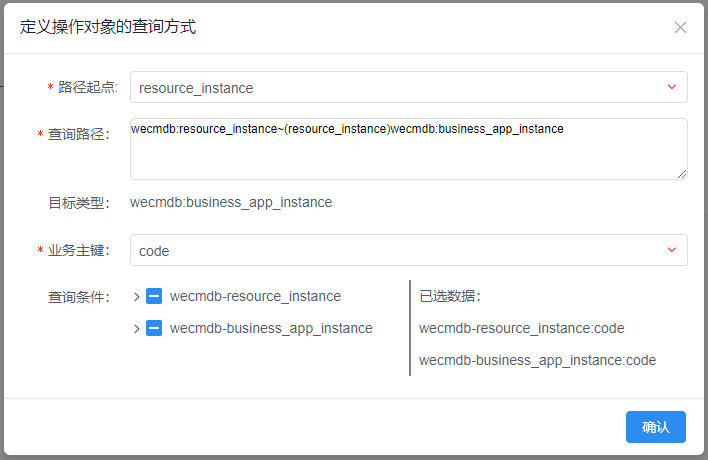 定义操作对象的查询方式
* 路径起点: resource_instance
* 查询路径: wecmdb:resource_instance~(resource_instance)wecmdb:business_app_instance
目标类型: wecmdb:business_app_instance
* 业务主键: code
查询条件: wecmdb-resource_instance
wecmdb-business_app_instance
已选数据:
wecmdb-resource_instance:code
wecmdb-business_app_instance:code
确认